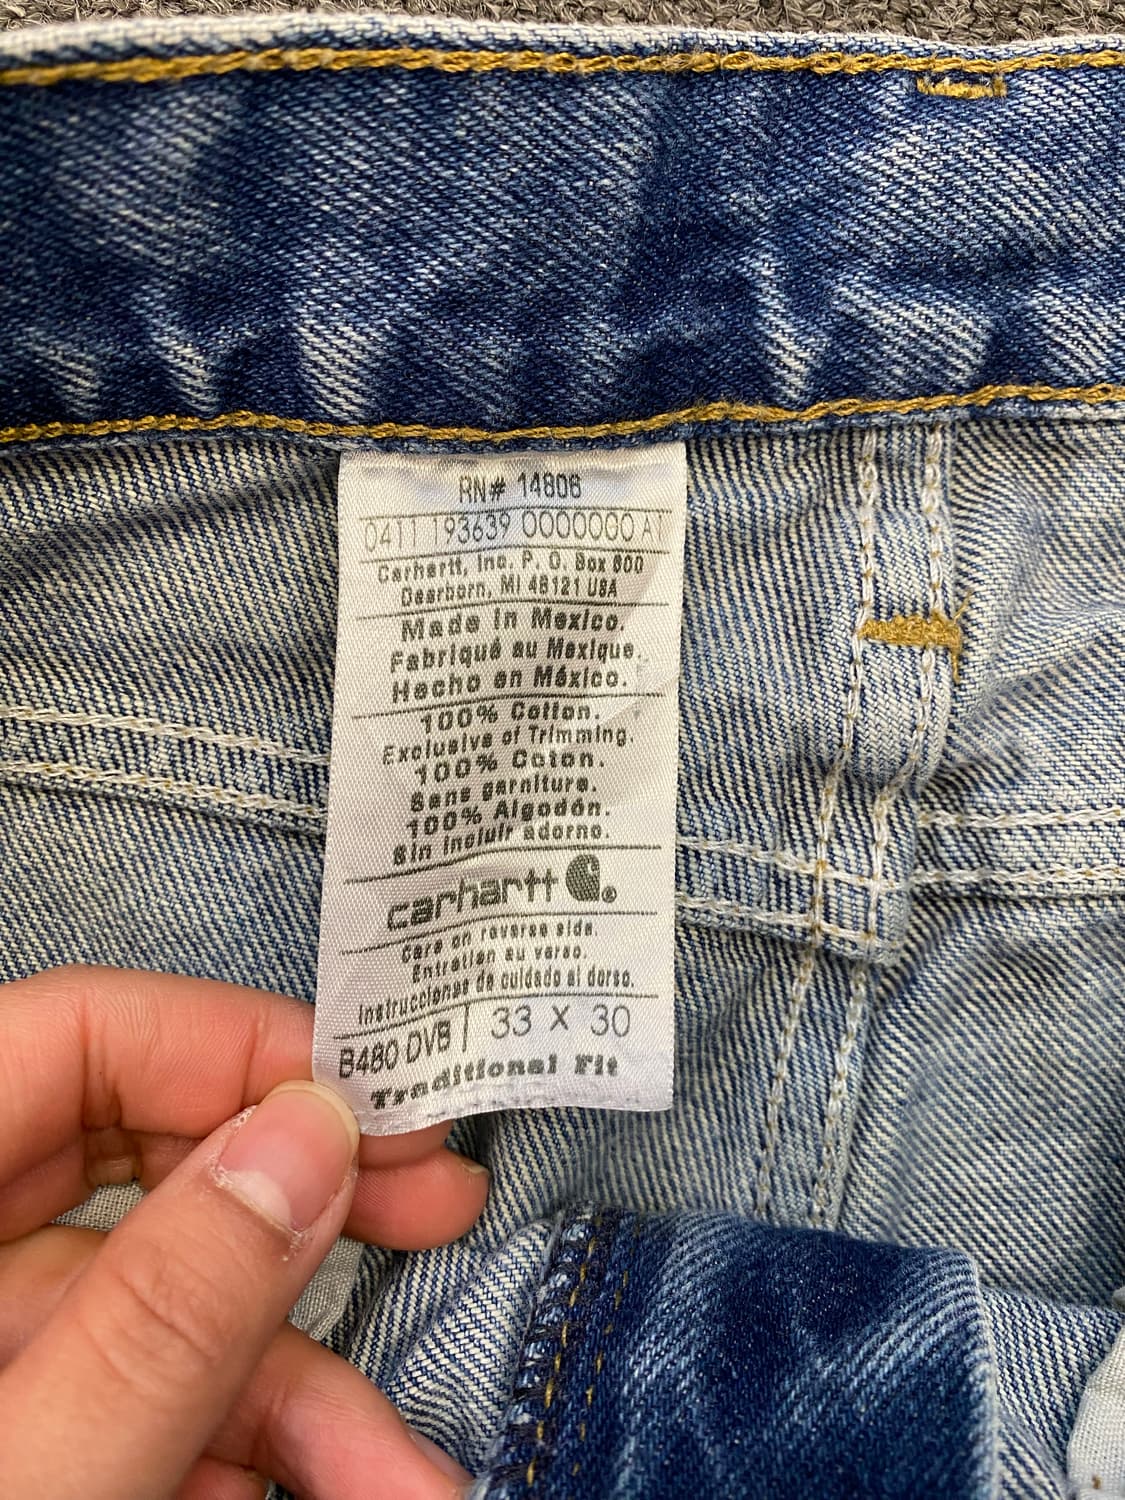 RN# 14806
0411 193639 0000000 A1
Carhartt, Inc. P. O. Box 600
Dearborn, MI 48121 USA
Made in Mexico.
Fabriqué au Mexique.
Hecho en México.
100% Cotton.
Exclusive of Trimming.
100% Coton.
Sans garniture.
100% Algodón.
Sin incluir adorno.
carhartt ®
Care on reverse side.
Entretien au verso.
Instrucciones de cuidado al dorso.
B480 DVB | 33 X 30
Traditional Fit